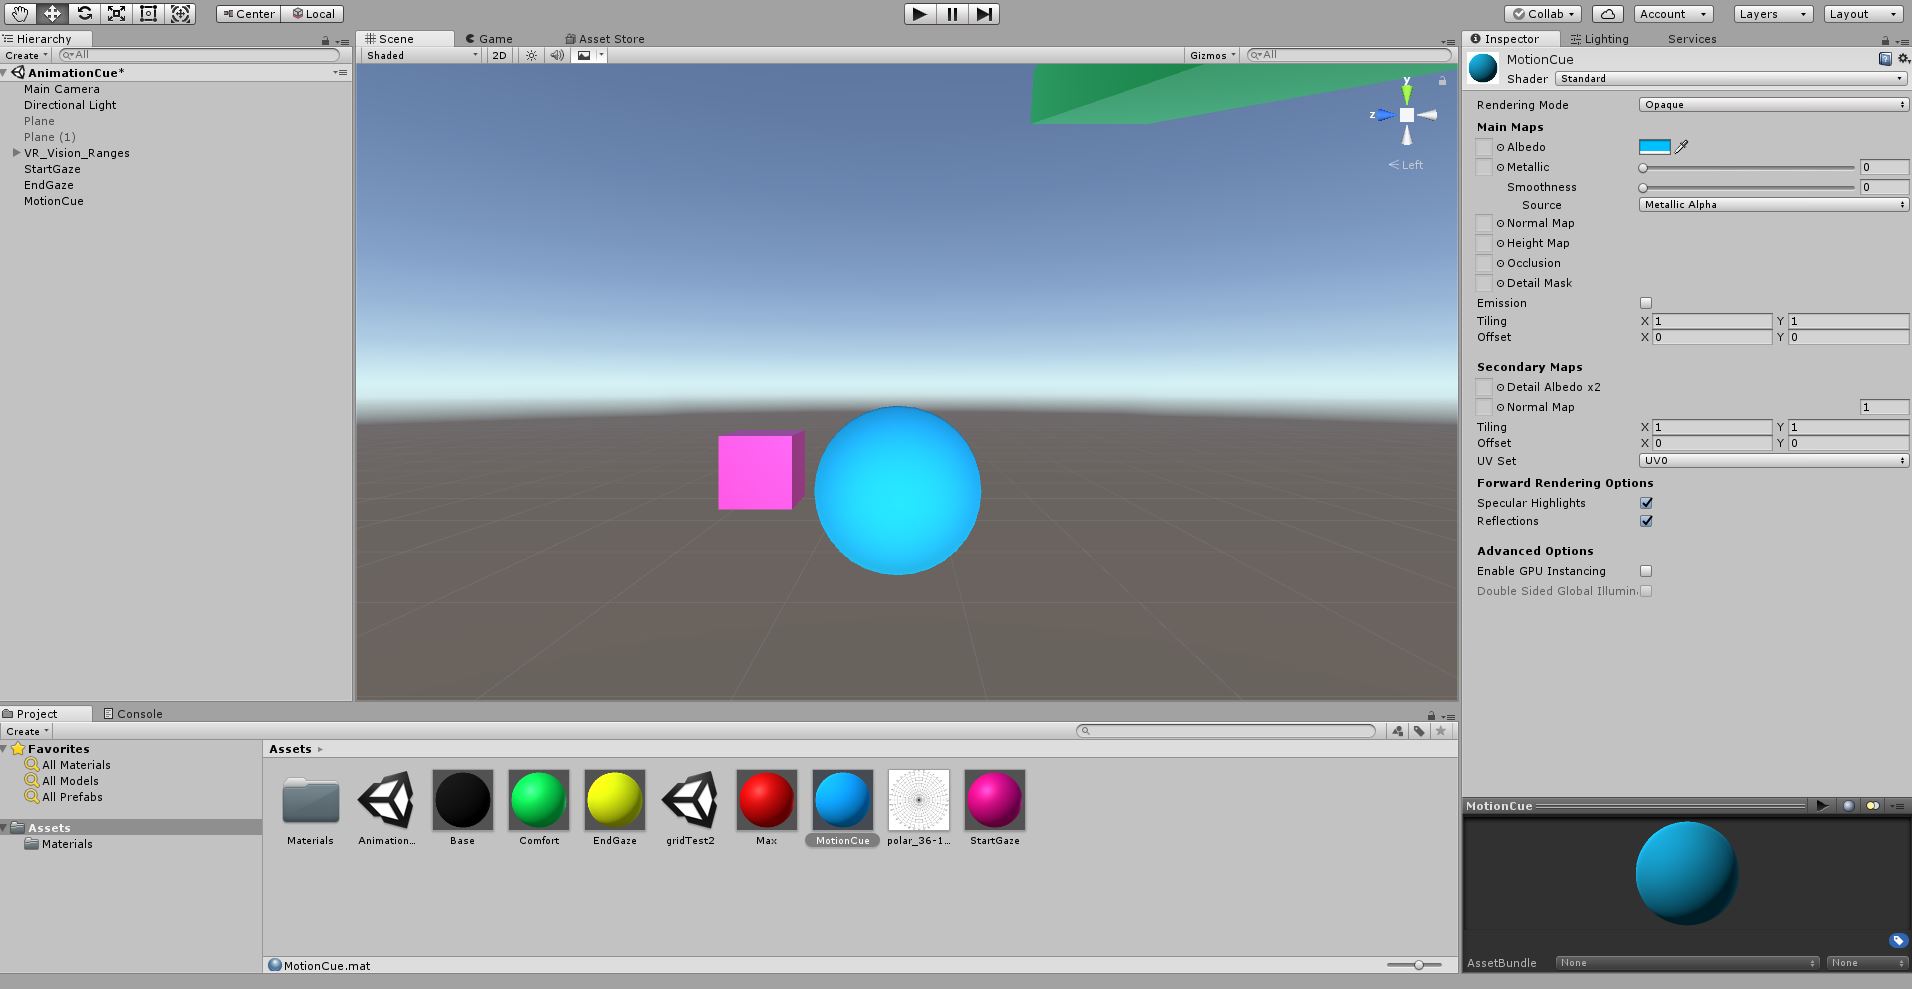 Center Local
Collab Account Layers Layout
Hierarchy
Create All
AnimationCue*
Main Camera
Directional Light
Plane
Plane (1)
VR_Vision_Ranges
StartGaze
EndGaze
MotionCue
Scene Game Asset Store
Shaded 2D Gizmos All
y
z
Left
Inspector Lighting Services
MotionCue
Shader Standard
Rendering Mode Opaque
Main Maps
Albedo
Metallic 0
Smoothness 0
Source Metallic Alpha
Normal Map
Height Map
Occlusion
Detail Mask
Emission
Tiling X 1 Y 1
Offset X 0 Y 0
Secondary Maps
Detail Albedo x2
Normal Map 1
Tiling X 1 Y 1
Offset X 0 Y 0
UV Set UV0
Forward Rendering Options
Specular Highlights
Reflections
Advanced Options
Enable GPU Instancing
Double Sided Global Illumin
Project Console
Create
Favorites
All Materials
All Models
All Prefabs
Assets
Materials
Assets
Materials Animation... Base Comfort EndGaze gridTest2 Max MotionCue polar_36-1... StartGaze
MotionCue.mat
MotionCue
AssetBundle None None